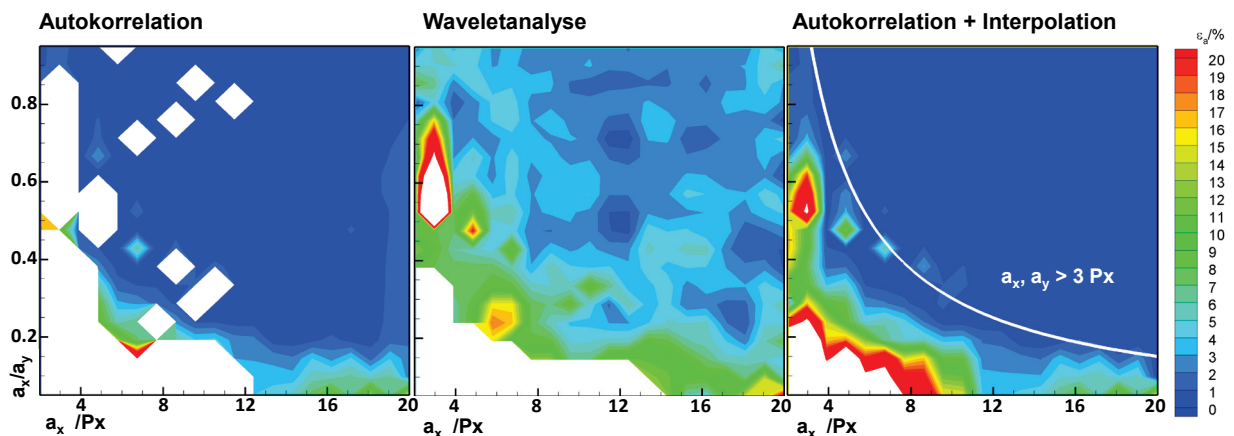 Autokorrelation
Waveletanalyse
Autokorrelation + Interpolation
εa/%
20
19
18
17
16
15
14
13
12
11
10
9
8
7
6
5
4
3
2
1
0
0.8
0.6
0.4
0.2
ax/ay
ax, ay > 3 Px
4 8 12 16 20
4 8 12 16 20
4 8 12 16 20
ax /Px
ax /Px
ax /Px